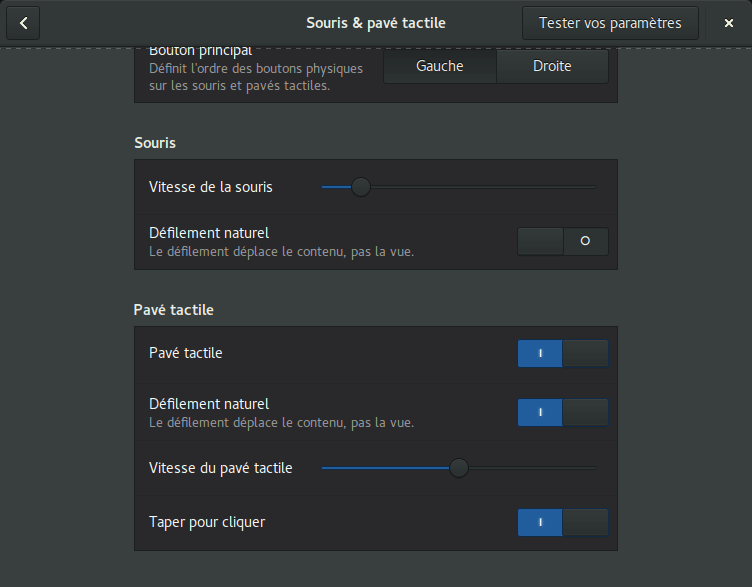 Souris & pavé tactile
Tester vos paramètres
Bouton principal
Définit l'ordre des boutons physiques
sur les souris et pavés tactiles.
Gauche
Droite
Souris
Vitesse de la souris
Défilement naturel
Le défilement déplace le contenu, pas la vue.
Pavé tactile
Pavé tactile
Défilement naturel
Le défilement déplace le contenu, pas la vue.
Vitesse du pavé tactile
Taper pour cliquer